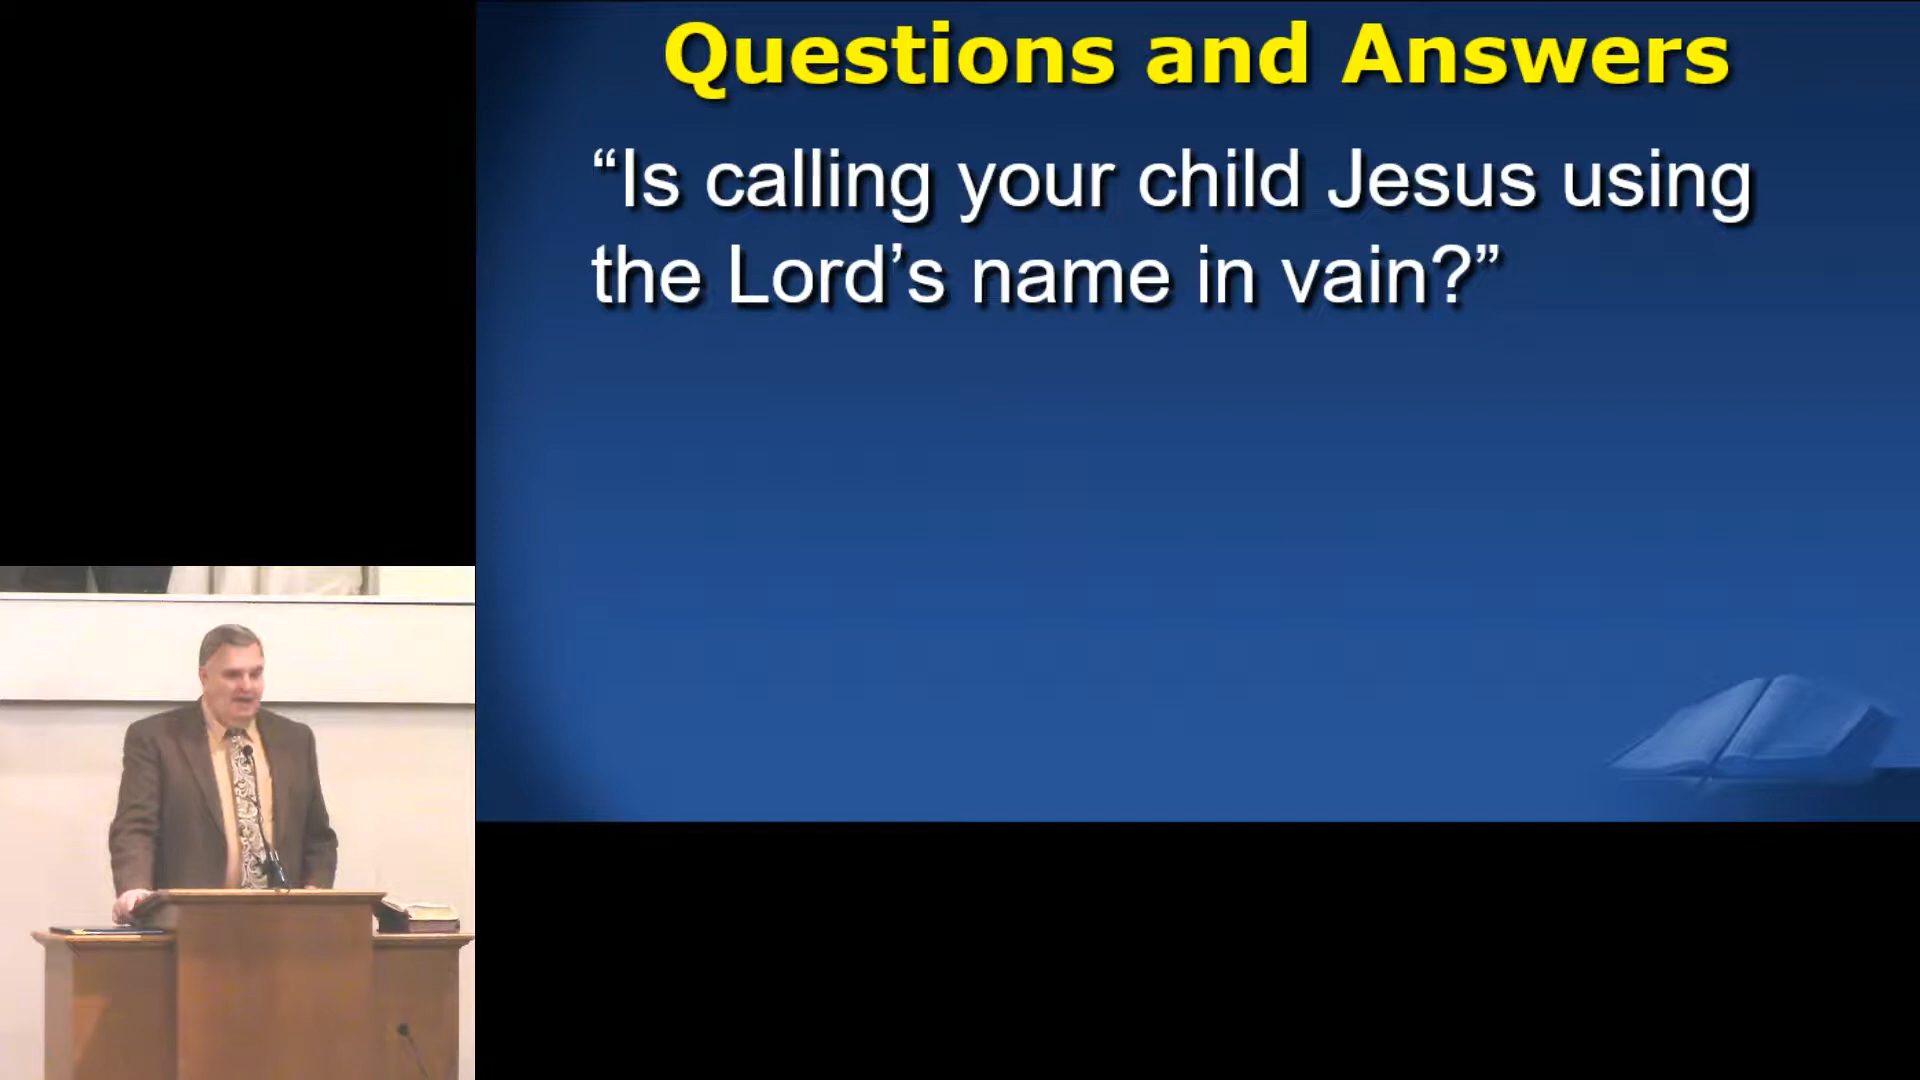 Questions and Answers
“Is calling your child Jesus using
the Lord’s name in vain?”